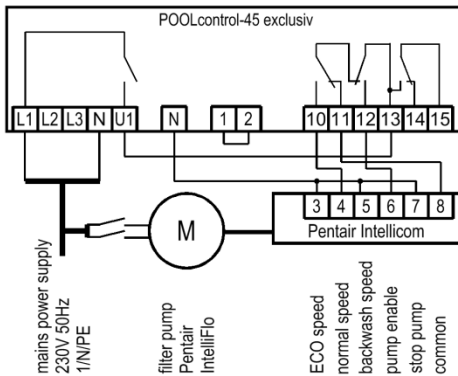 POOLcontrol-45 exclusiv
L1 L2 L3 N U1 N 1 2 10 11 12 13 14 15
3 4 5 6 7 8
Pentair Intellicom
M
mains power supply
230V 50Hz
1/N/PE
filter pump
Pentair
IntelliFlo
ECO speed
normal speed
backwash speed
pump enable
stop pump
common